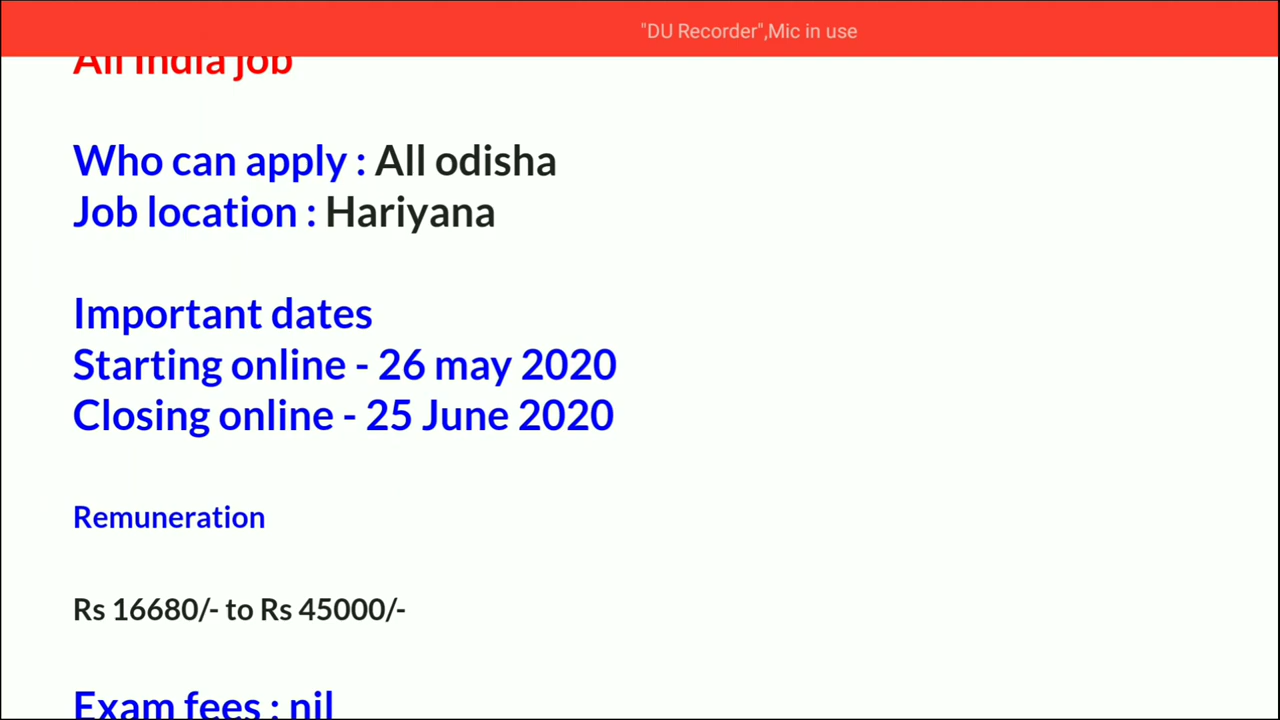 "DU Recorder",Mic in use
All India job
Who can apply : All odisha
Job location : Hariyana
Important dates
Starting online - 26 may 2020
Closing online - 25 June 2020
Remuneration
Rs 16680/- to Rs 45000/-
Exam fees : nil